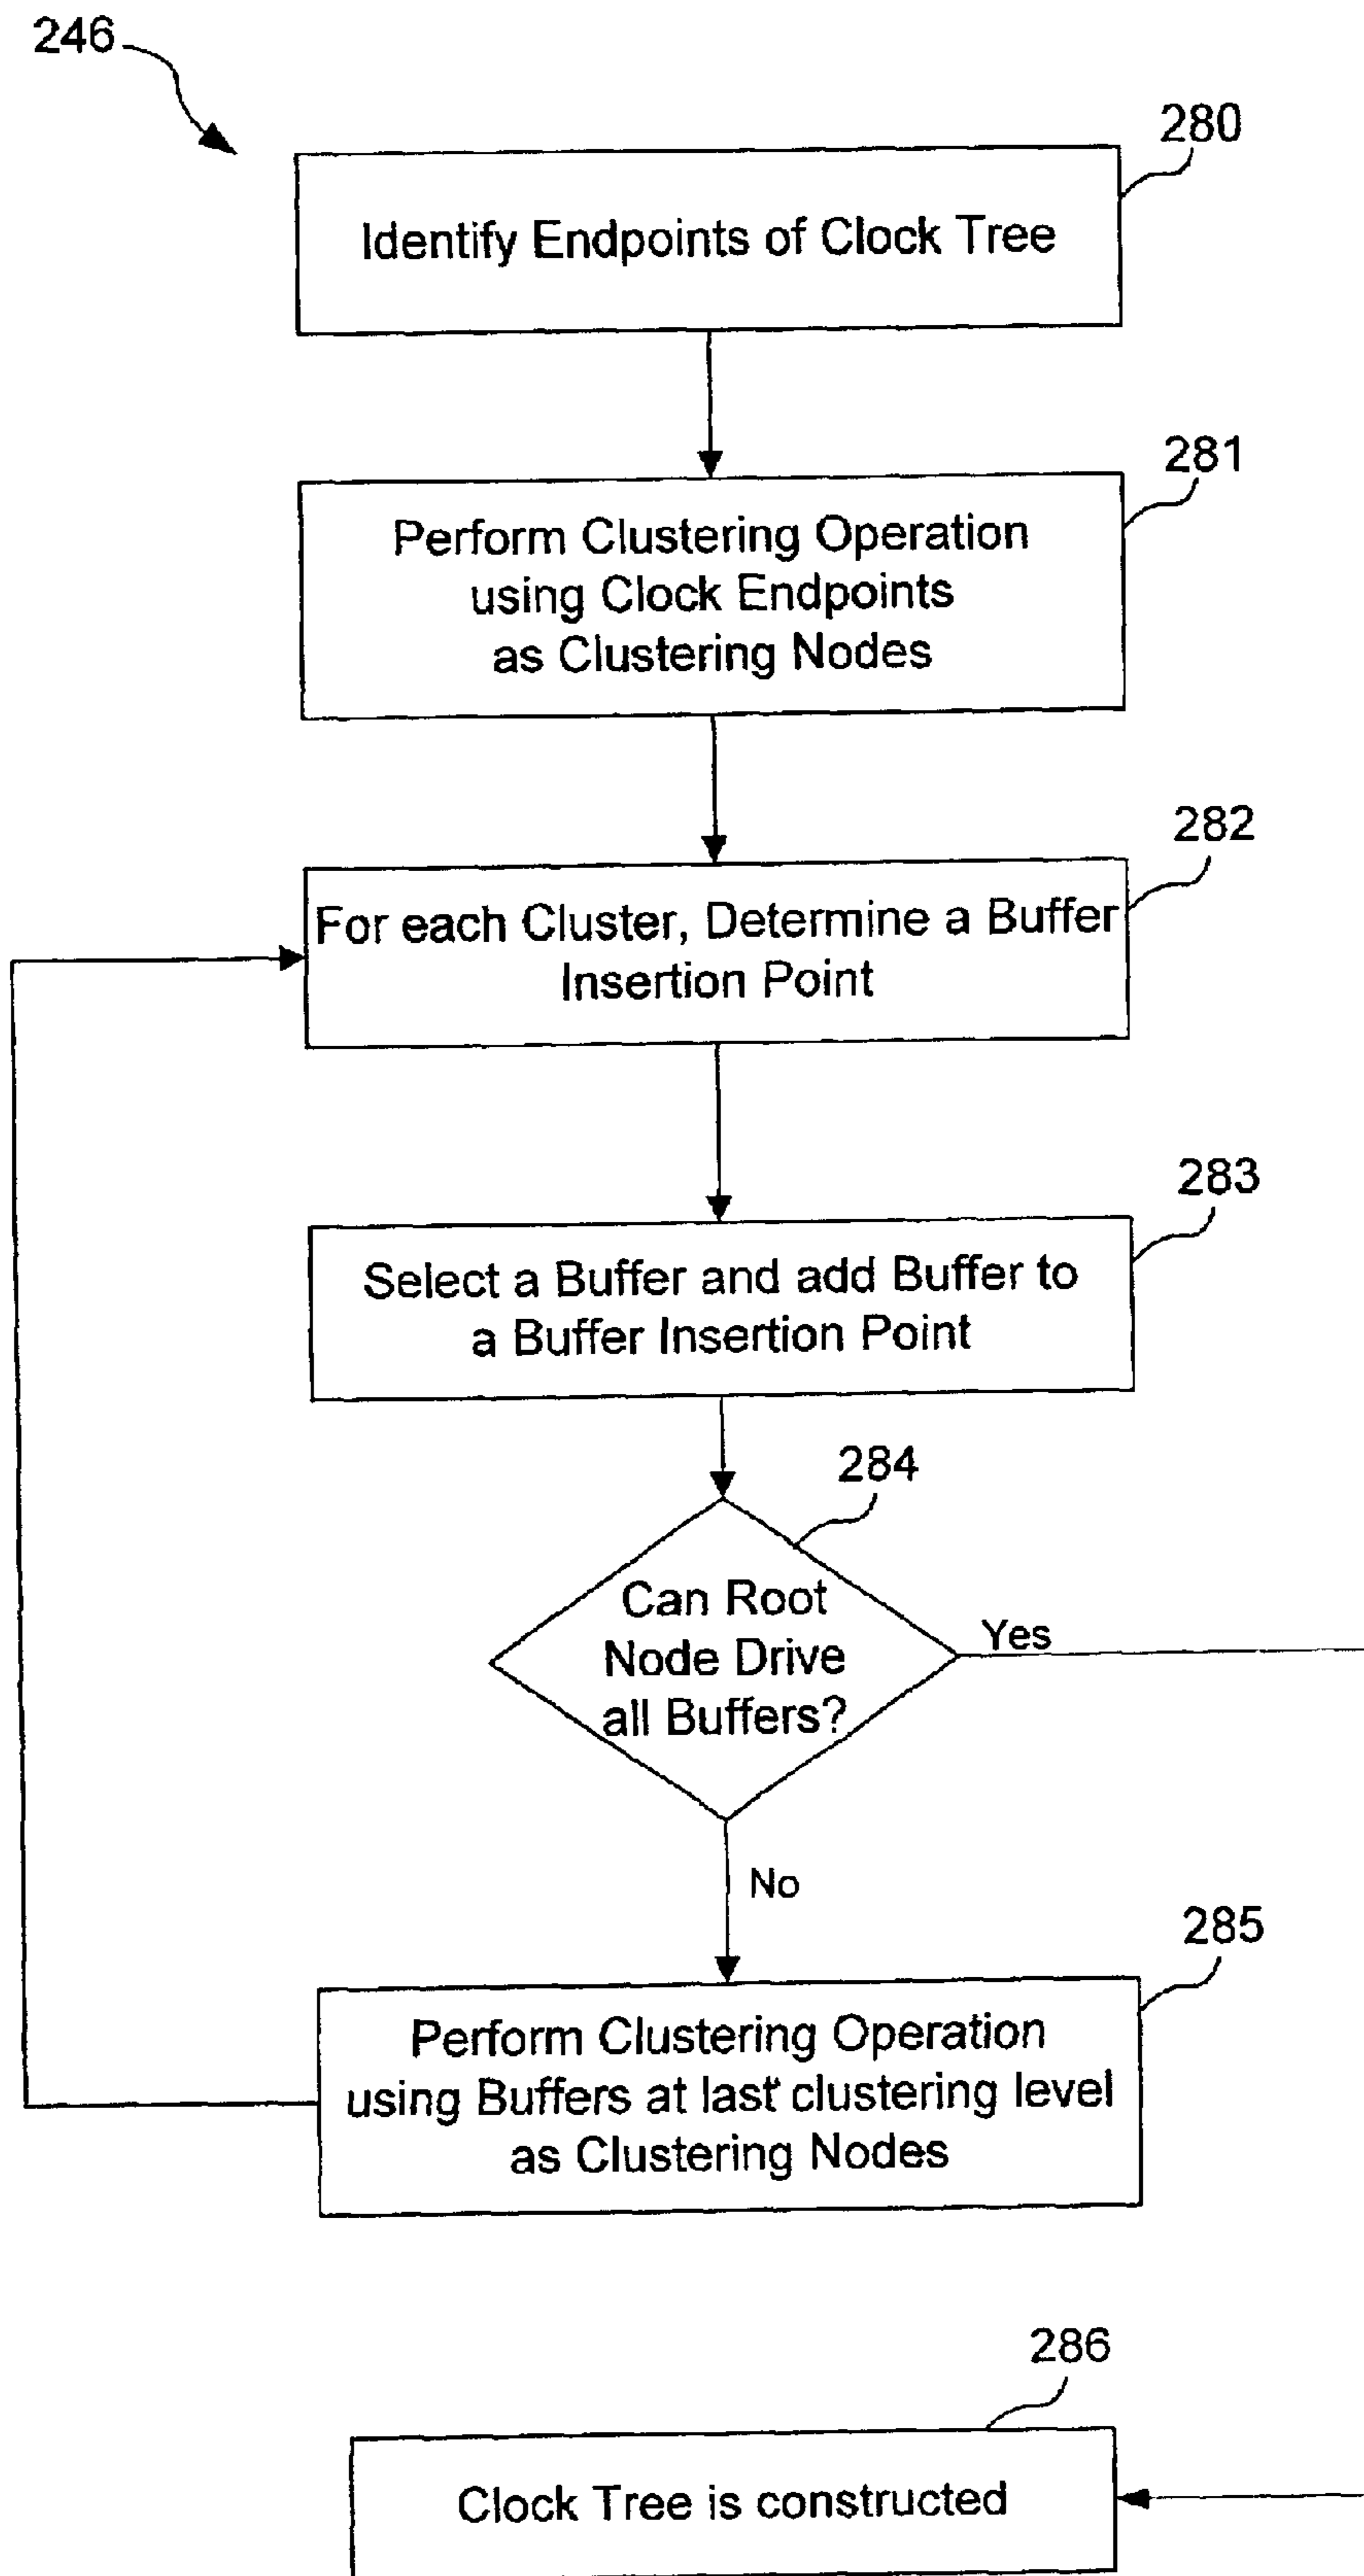 246
280
Identify Endpoints of Clock Tree
281
Perform Clustering Operation
using Clock Endpoints
as Clustering Nodes
282
For each Cluster, Determine a Buffer
Insertion Point
283
Select a Buffer and add Buffer to
a Buffer Insertion Point
284
Can Root
Node Drive
all Buffers?
Yes
No
285
Perform Clustering Operation
using Buffers at last clustering level
as Clustering Nodes
286
Clock Tree is constructed